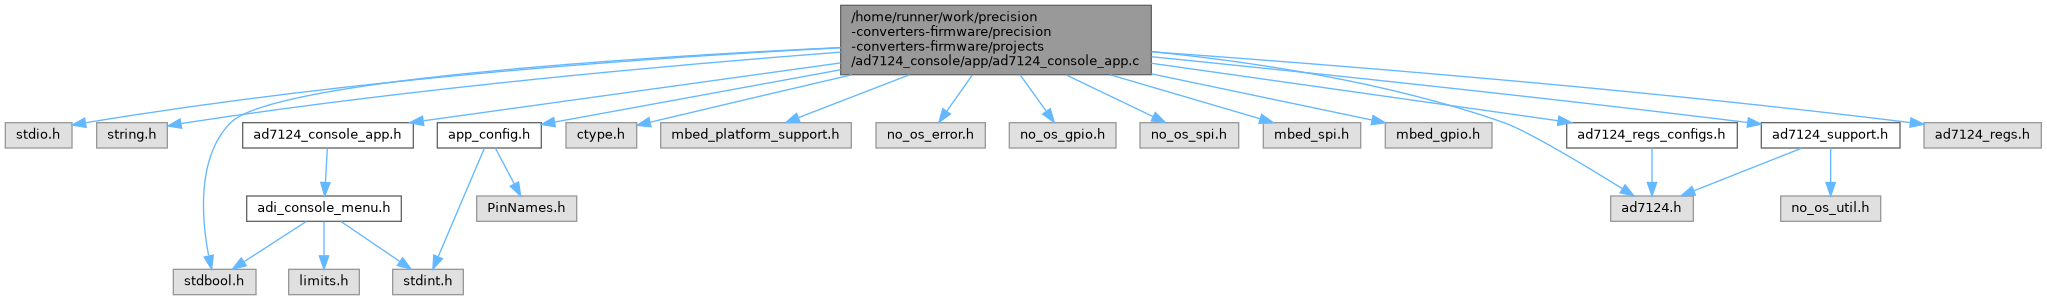 /home/runner/work/precision
-converters-firmware/precision
-converters-firmware/projects
/ad7124_console/app/ad7124_console_app.c
stdio.h
string.h
ad7124_console_app.h
app_config.h
ctype.h
mbed_platform_support.h
no_os_error.h
no_os_gpio.h
no_os_spi.h
mbed_spi.h
mbed_gpio.h
ad7124_regs_configs.h
ad7124_support.h
ad7124_regs.h
adi_console_menu.h
PinNames.h
ad7124.h
no_os_util.h
stdbool.h
limits.h
stdint.h